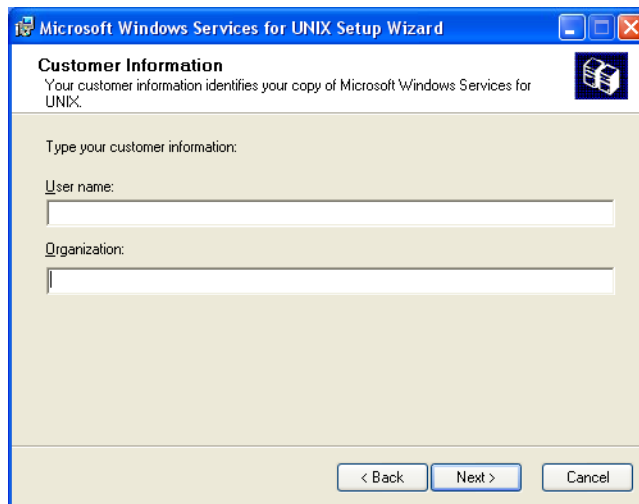 Microsoft Windows Services for UNIX Setup Wizard
Customer Information
Your customer information identifies your copy of Microsoft Windows Services for
UNIX.
Type your customer information:
User name:
Organization:
< Back Next > Cancel